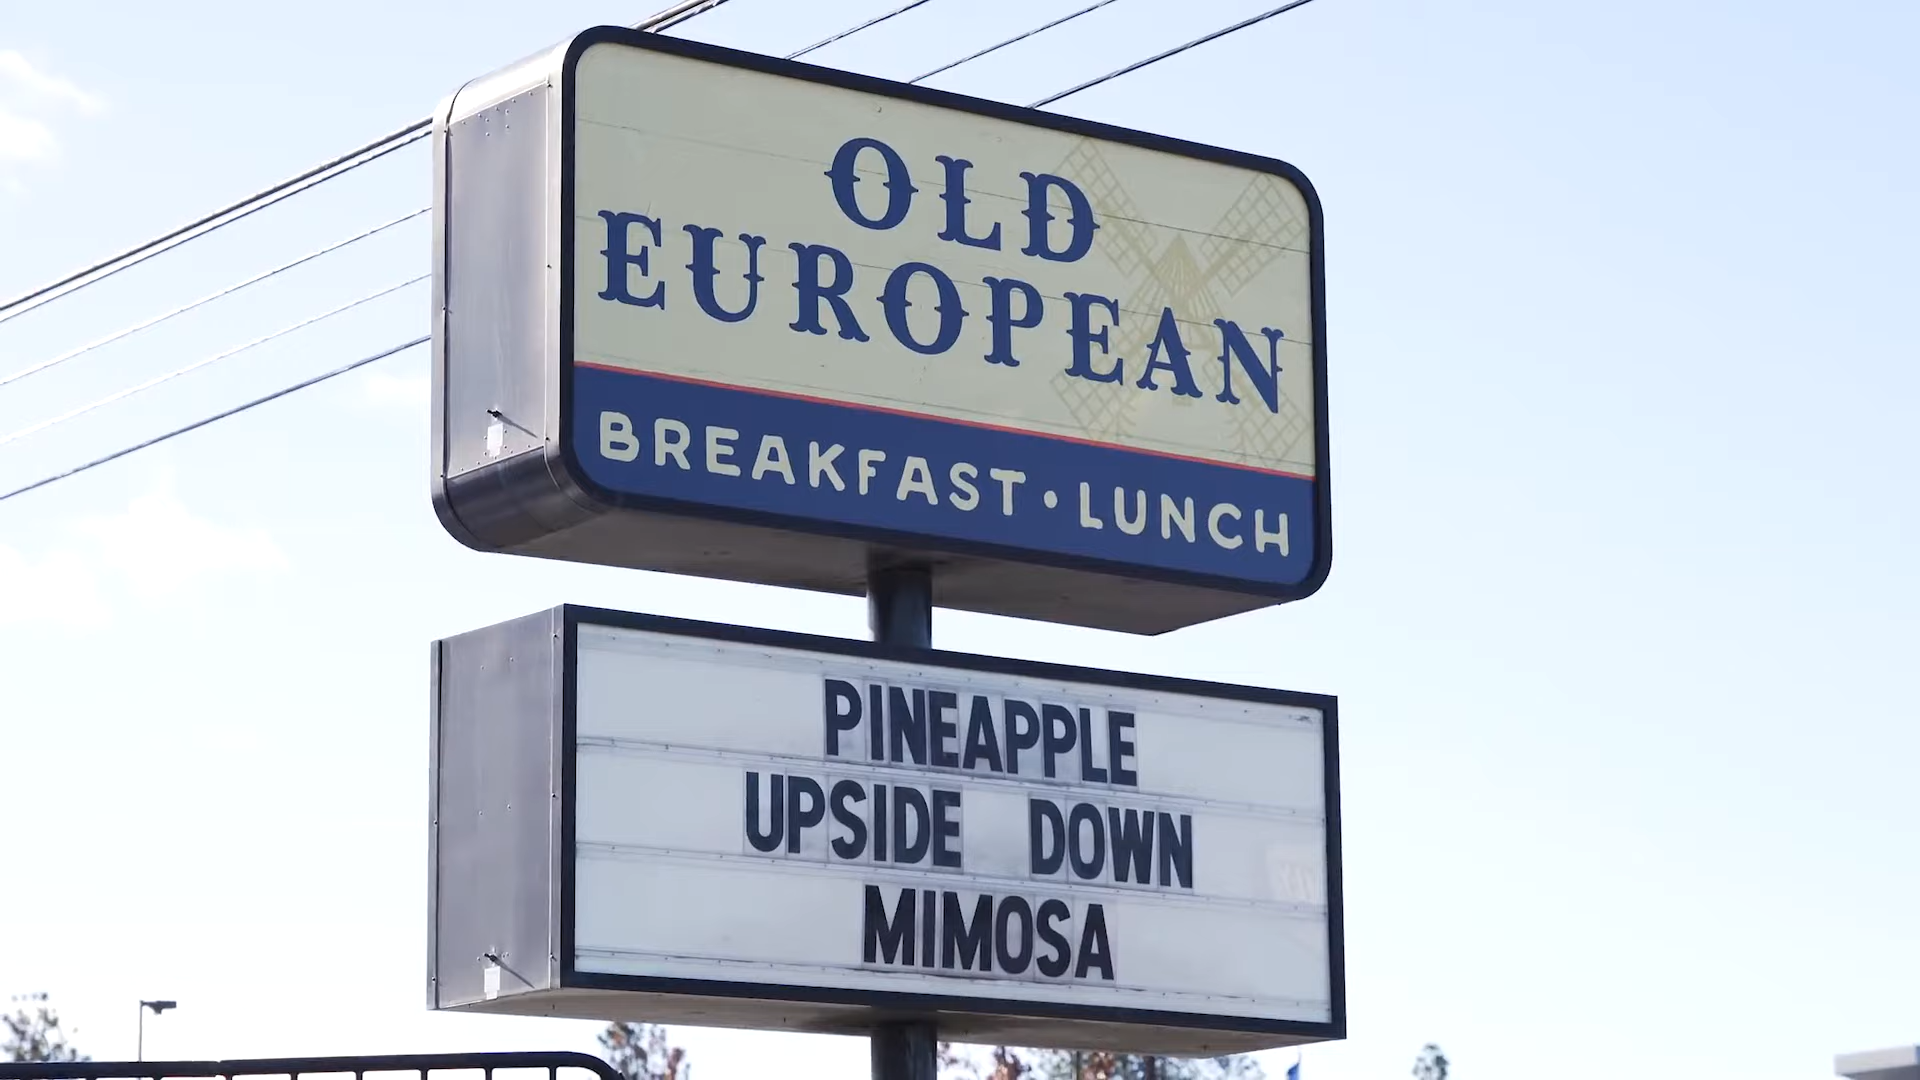 OLD
EUROPEAN
BREAKFAST • LUNCH
PINEAPPLE
UPSIDE DOWN
MIMOSA